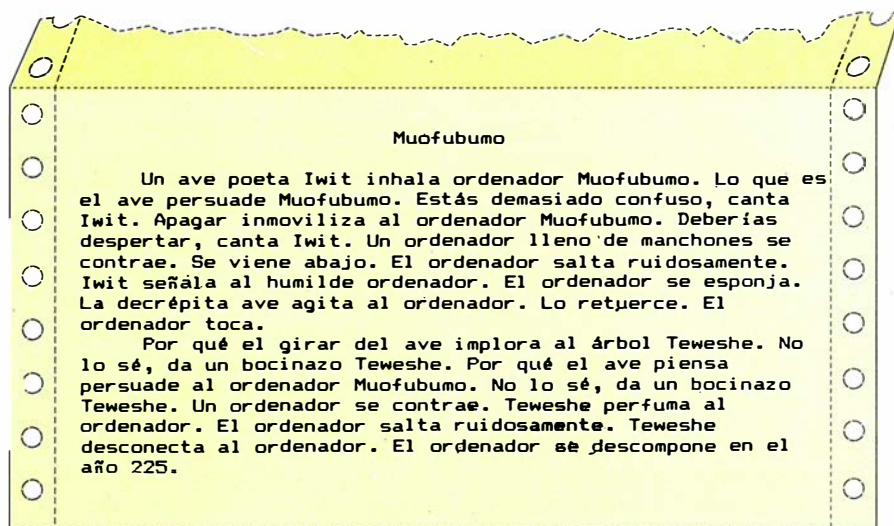 Muofubumo
Un ave poeta Iwit inhala ordenador Muofubumo. Lo que es
el ave persuade Muofubumo. Estás demasiado confuso, canta
Iwit. Apagar inmoviliza al ordenador Muofubumo. Deberías
despertar, canta Iwit. Un ordenador lleno de manchones se
contrae. Se viene abajo. El ordenador salta ruidosamente.
Iwit señala al humilde ordenador. El ordenador se esponja.
La decrépita ave agita al ordenador. Lo retuerce. El
ordenador toca.
Por qué el girar del ave implora al árbol Teweshe. No
lo sé, da un bocinazo Teweshe. Por qué el ave piensa
persuade al ordenador Muofubumo. No lo sé, da un bocinazo
Teweshe. Un ordenador se contrae. Teweshe perfuma al
ordenador. El ordenador salta ruidosamente. Teweshe
desconecta al ordenador. El ordenador se descompone en el
año 225.